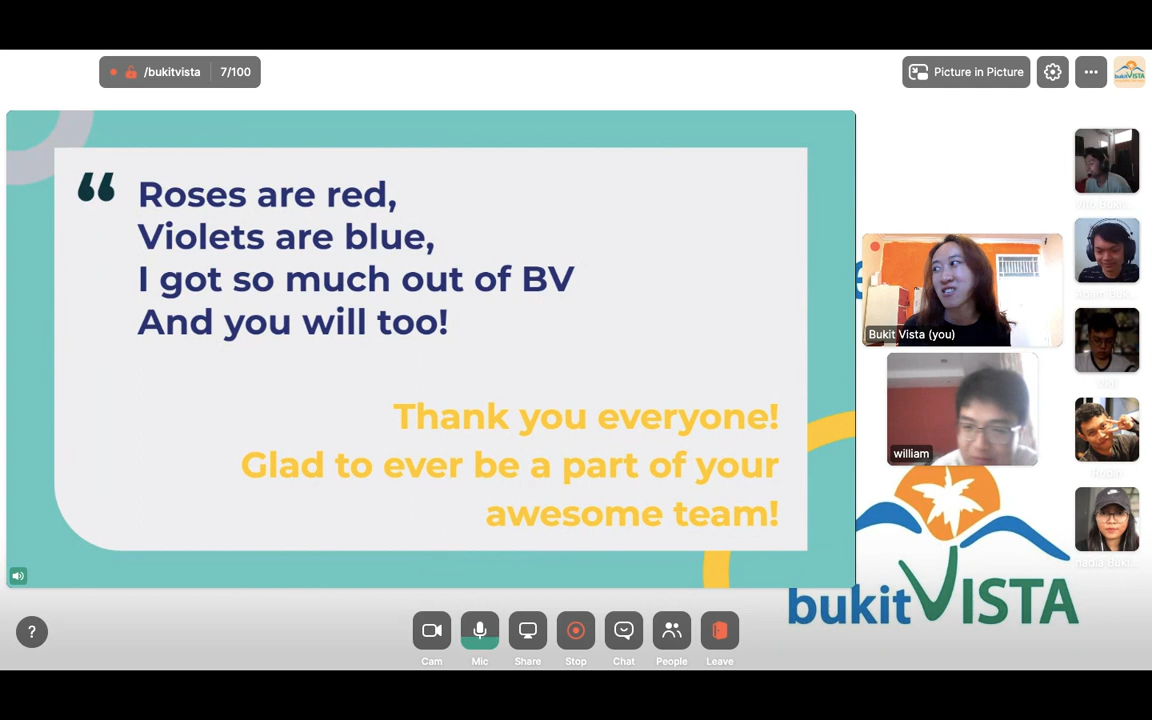 /bukitvista 7/100
Picture in Picture
bukitVISTA
“ Roses are red,
Violets are blue,
I got so much out of BV
And you will too!
Thank you everyone!
Glad to ever be a part of your
awesome team!
Bukit Vista (you)
william
bukitVISTA
?
Cam
Mic
Share
Stop
Chat
People
Leave